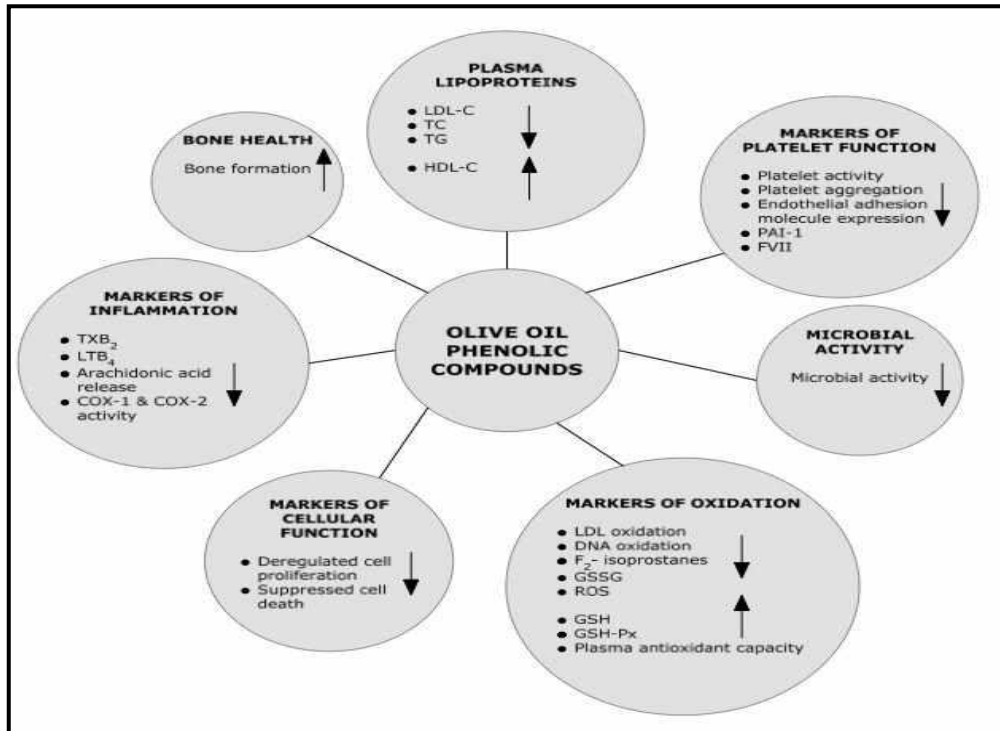 PLASMA
LIPOPROTEINS
• LDL-C
• TC
• TG
• HDL-C
BONE HEALTH
Bone formation
MARKERS OF
PLATELET FUNCTION
• Platelet activity
• Platelet aggregation
• Endothelial adhesion
molecule expression
• PAI-1
• FVII
MARKERS OF
INFLAMMATION
• TXB₂
• LTB₄
• Arachidonic acid
release
• COX-1 & COX-2
activity
OLIVE OIL
PHENOLIC
COMPOUNDS
MICROBIAL
ACTIVITY
Microbial activity
MARKERS OF
CELLULAR
FUNCTION
• Deregulated cell
proliferation
• Suppressed cell
death
MARKERS OF OXIDATION
• LDL oxidation
• DNA oxidation
• F₂- isoprostanes
• GSSG
• ROS
• GSH
• GSH-Px
• Plasma antioxidant capacity